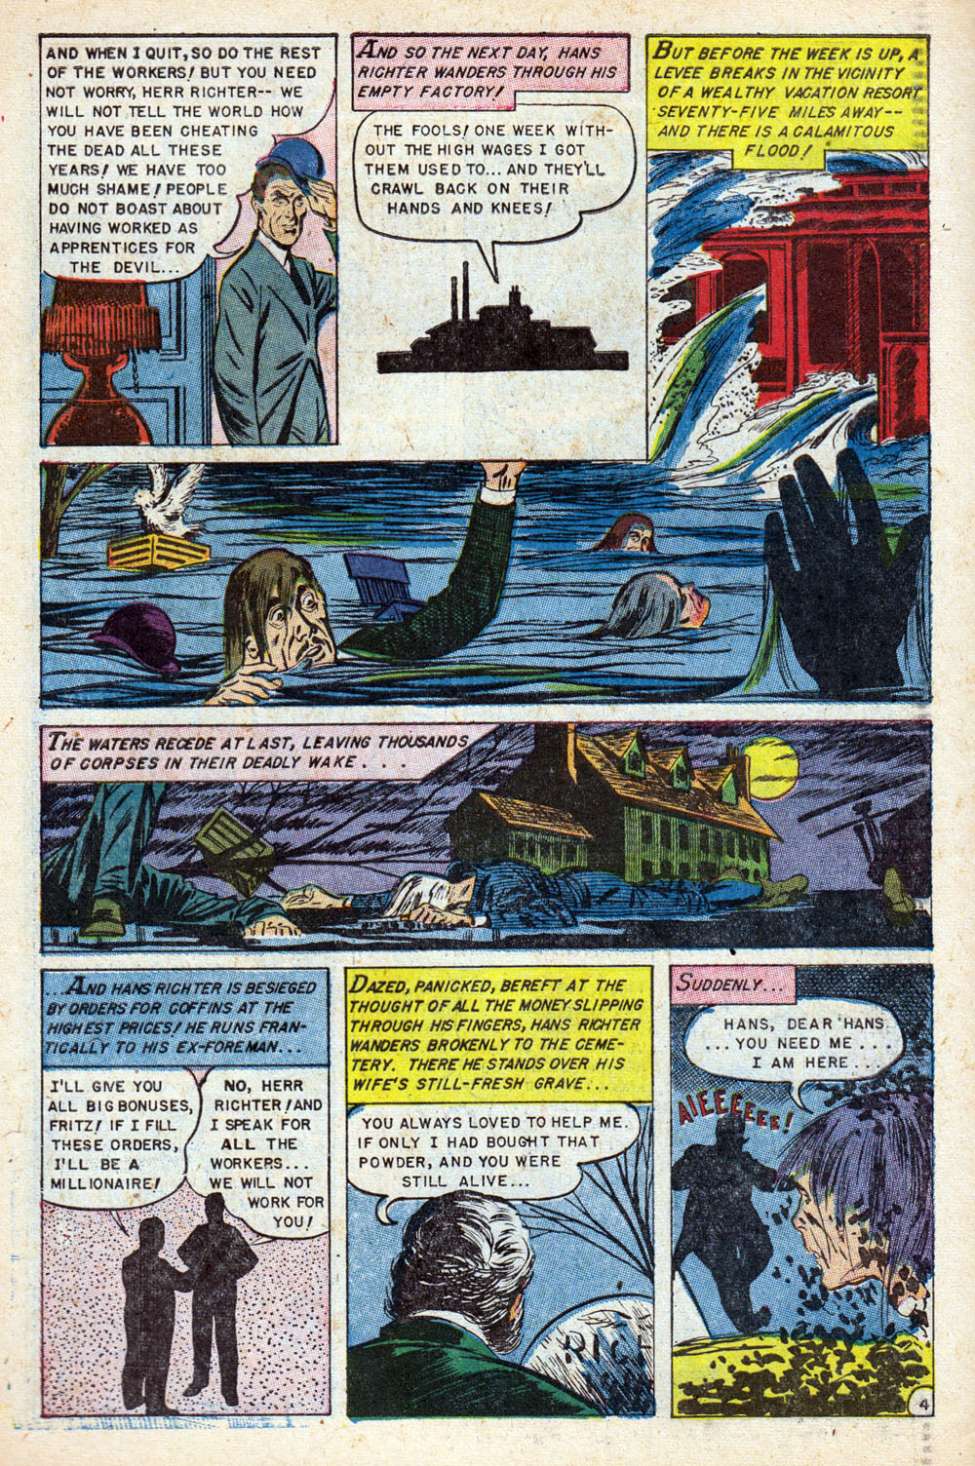 AND WHEN I QUIT, SO DO THE REST
OF THE WORKERS! BUT YOU NEED
NOT WORRY, HERR RICHTER-- WE
WILL NOT TELL THE WORLD HOW
YOU HAVE BEEN CHEATING
THE DEAD ALL THESE
YEARS! WE HAVE TOO
MUCH SHAME! PEOPLE
DO NOT BOAST ABOUT
HAVING WORKED AS
APPRENTICES FOR
THE DEVIL...
AND SO THE NEXT DAY, HANS
RICHTER WANDERS THROUGH HIS
EMPTY FACTORY!
THE FOOLS! ONE WEEK WITH-
OUT THE HIGH WAGES I GOT
THEM USED TO... AND THEY'LL
CRAWL BACK ON THEIR
HANDS AND KNEES!
BUT BEFORE THE WEEK IS UP, A
LEVEE BREAKS IN THE VICINITY
OF A WEALTHY VACATION RESORT
SEVENTY-FIVE MILES AWAY--
AND THERE IS A CALAMITOUS
FLOOD!
THE WATERS RECEDE AT LAST, LEAVING THOUSANDS
OF CORPSES IN THEIR DEADLY WAKE . . .
...AND HANS RICHTER IS BESIEGED
BY ORDERS FOR COFFINS AT THE
HIGHEST PRICES! HE RUNS FRAN-
TICALLY TO HIS EX-FOREMAN...
I'LL GIVE YOU
ALL BIG BONUSES,
FRITZ! IF I FILL
THESE ORDERS,
I'LL BE A
MILLIONAIRE!
NO, HERR
RICHTER! AND
I SPEAK FOR
ALL THE
WORKERS...
WE WILL NOT
WORK FOR
YOU!
DAZED, PANICKED, BEREFT AT THE
THOUGHT OF ALL THE MONEY SLIPPING
THROUGH HIS FINGERS, HANS RICHTER
WANDERS BROKENLY TO THE CEME-
TERY. THERE HE STANDS OVER HIS
WIFE'S STILL-FRESH GRAVE...
YOU ALWAYS LOVED TO HELP ME.
IF ONLY I HAD BOUGHT THAT
POWDER, AND YOU WERE
STILL ALIVE...
RICH
SUDDENLY...
HANS, DEAR HANS
...YOU NEED ME...
I AM HERE...
AIEEEEEE!
4